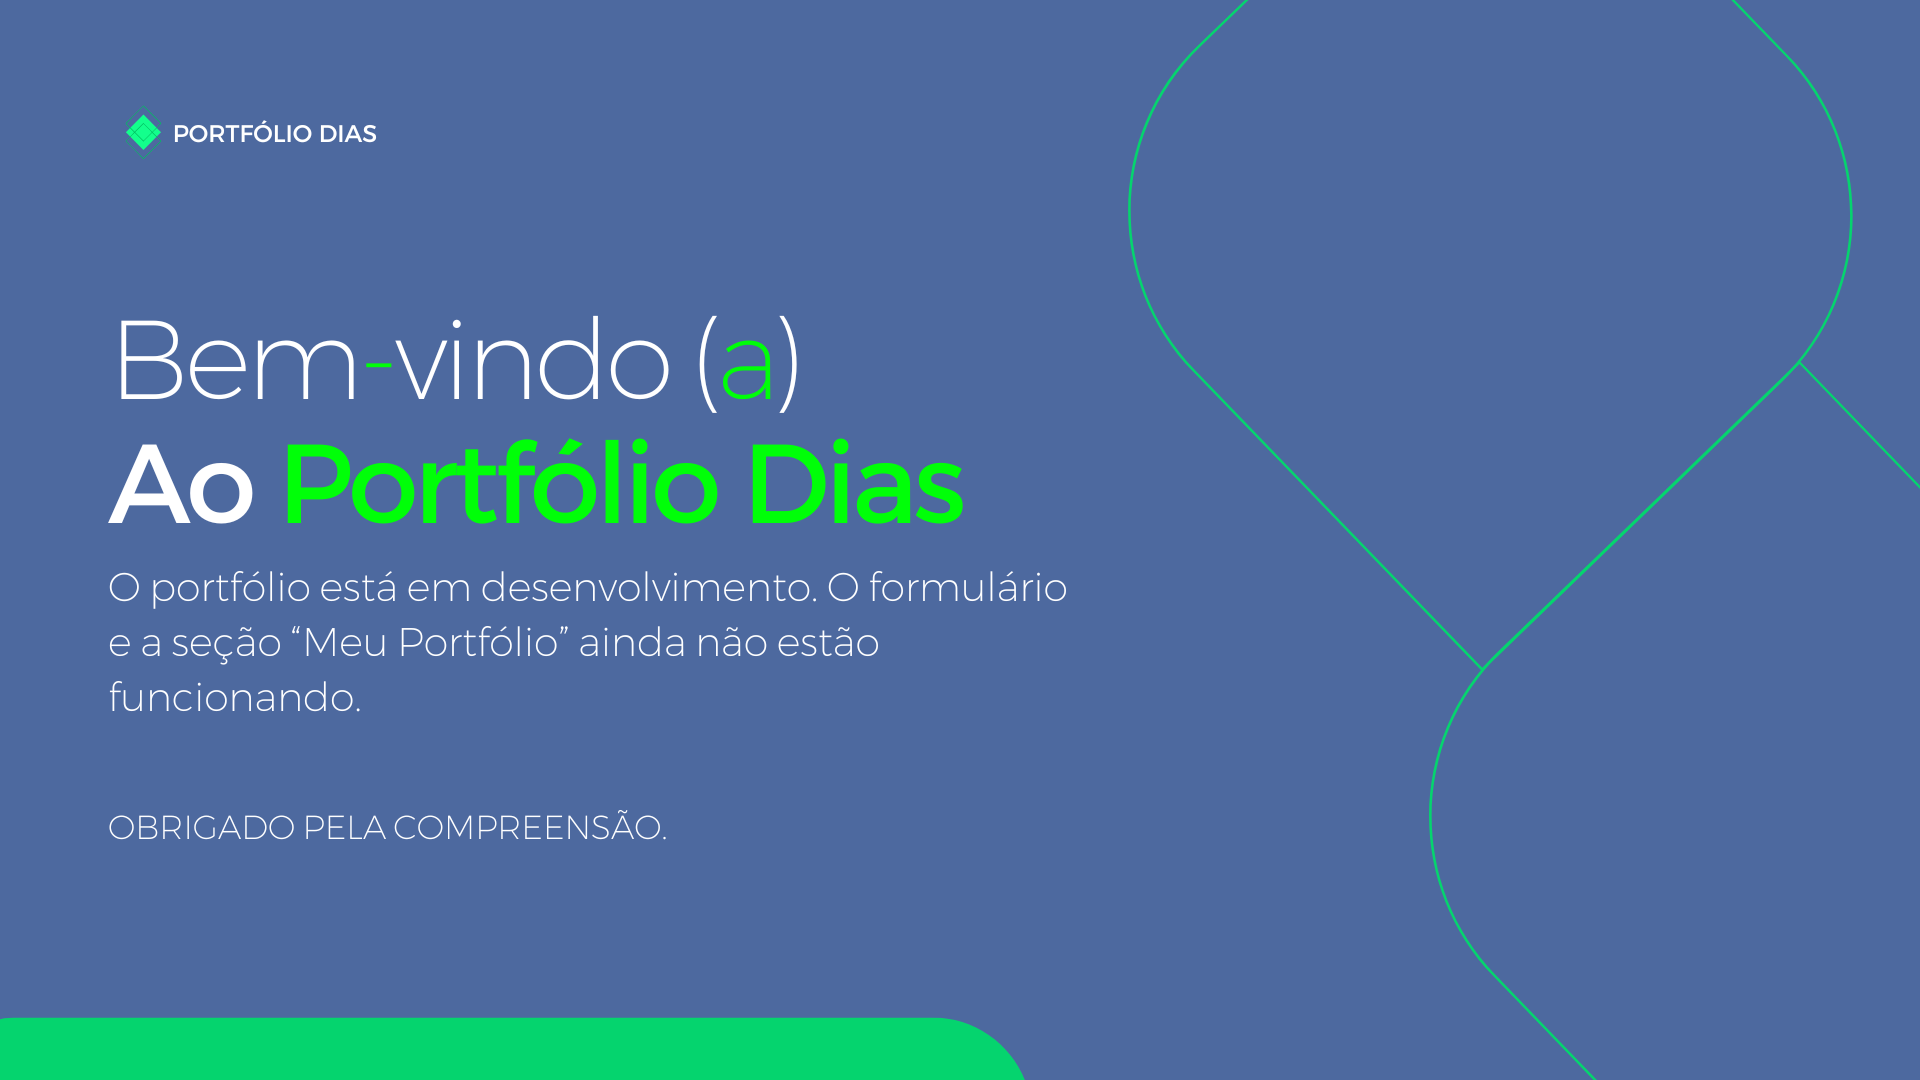 PORTFÓLIO DIAS
Bem-vindo (a)
Ao Portfólio Dias
O portfólio está em desenvolvimento. O formulário
e a seção “Meu Portfólio” ainda não estão
funcionando.
OBRIGADO PELA COMPREENSÃO.